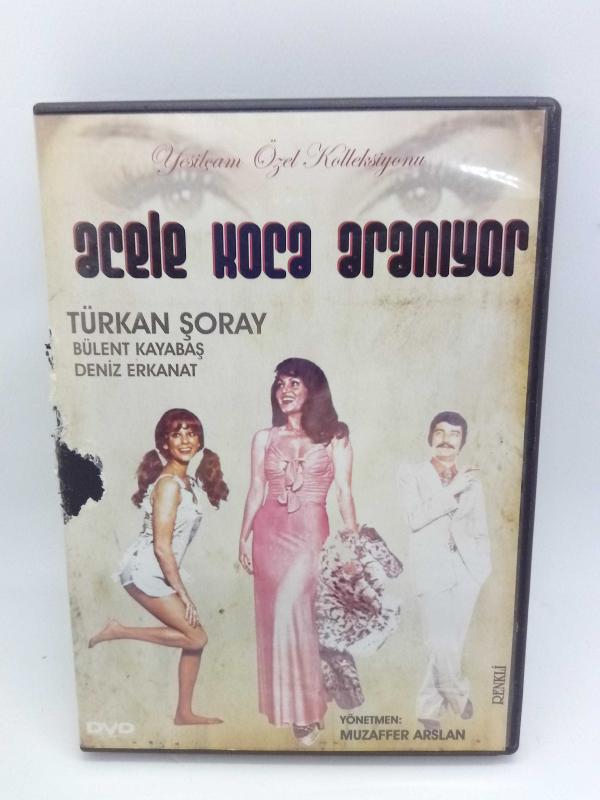 Yeşilçam Özel Kolleksiyonu
acele koca aranıyor
TÜRKAN ŞORAY
BÜLENT KAYABAŞ
DENİZ ERKANAT
RENKLİ
YÖNETMEN:
MUZAFFER ARSLAN
DVD